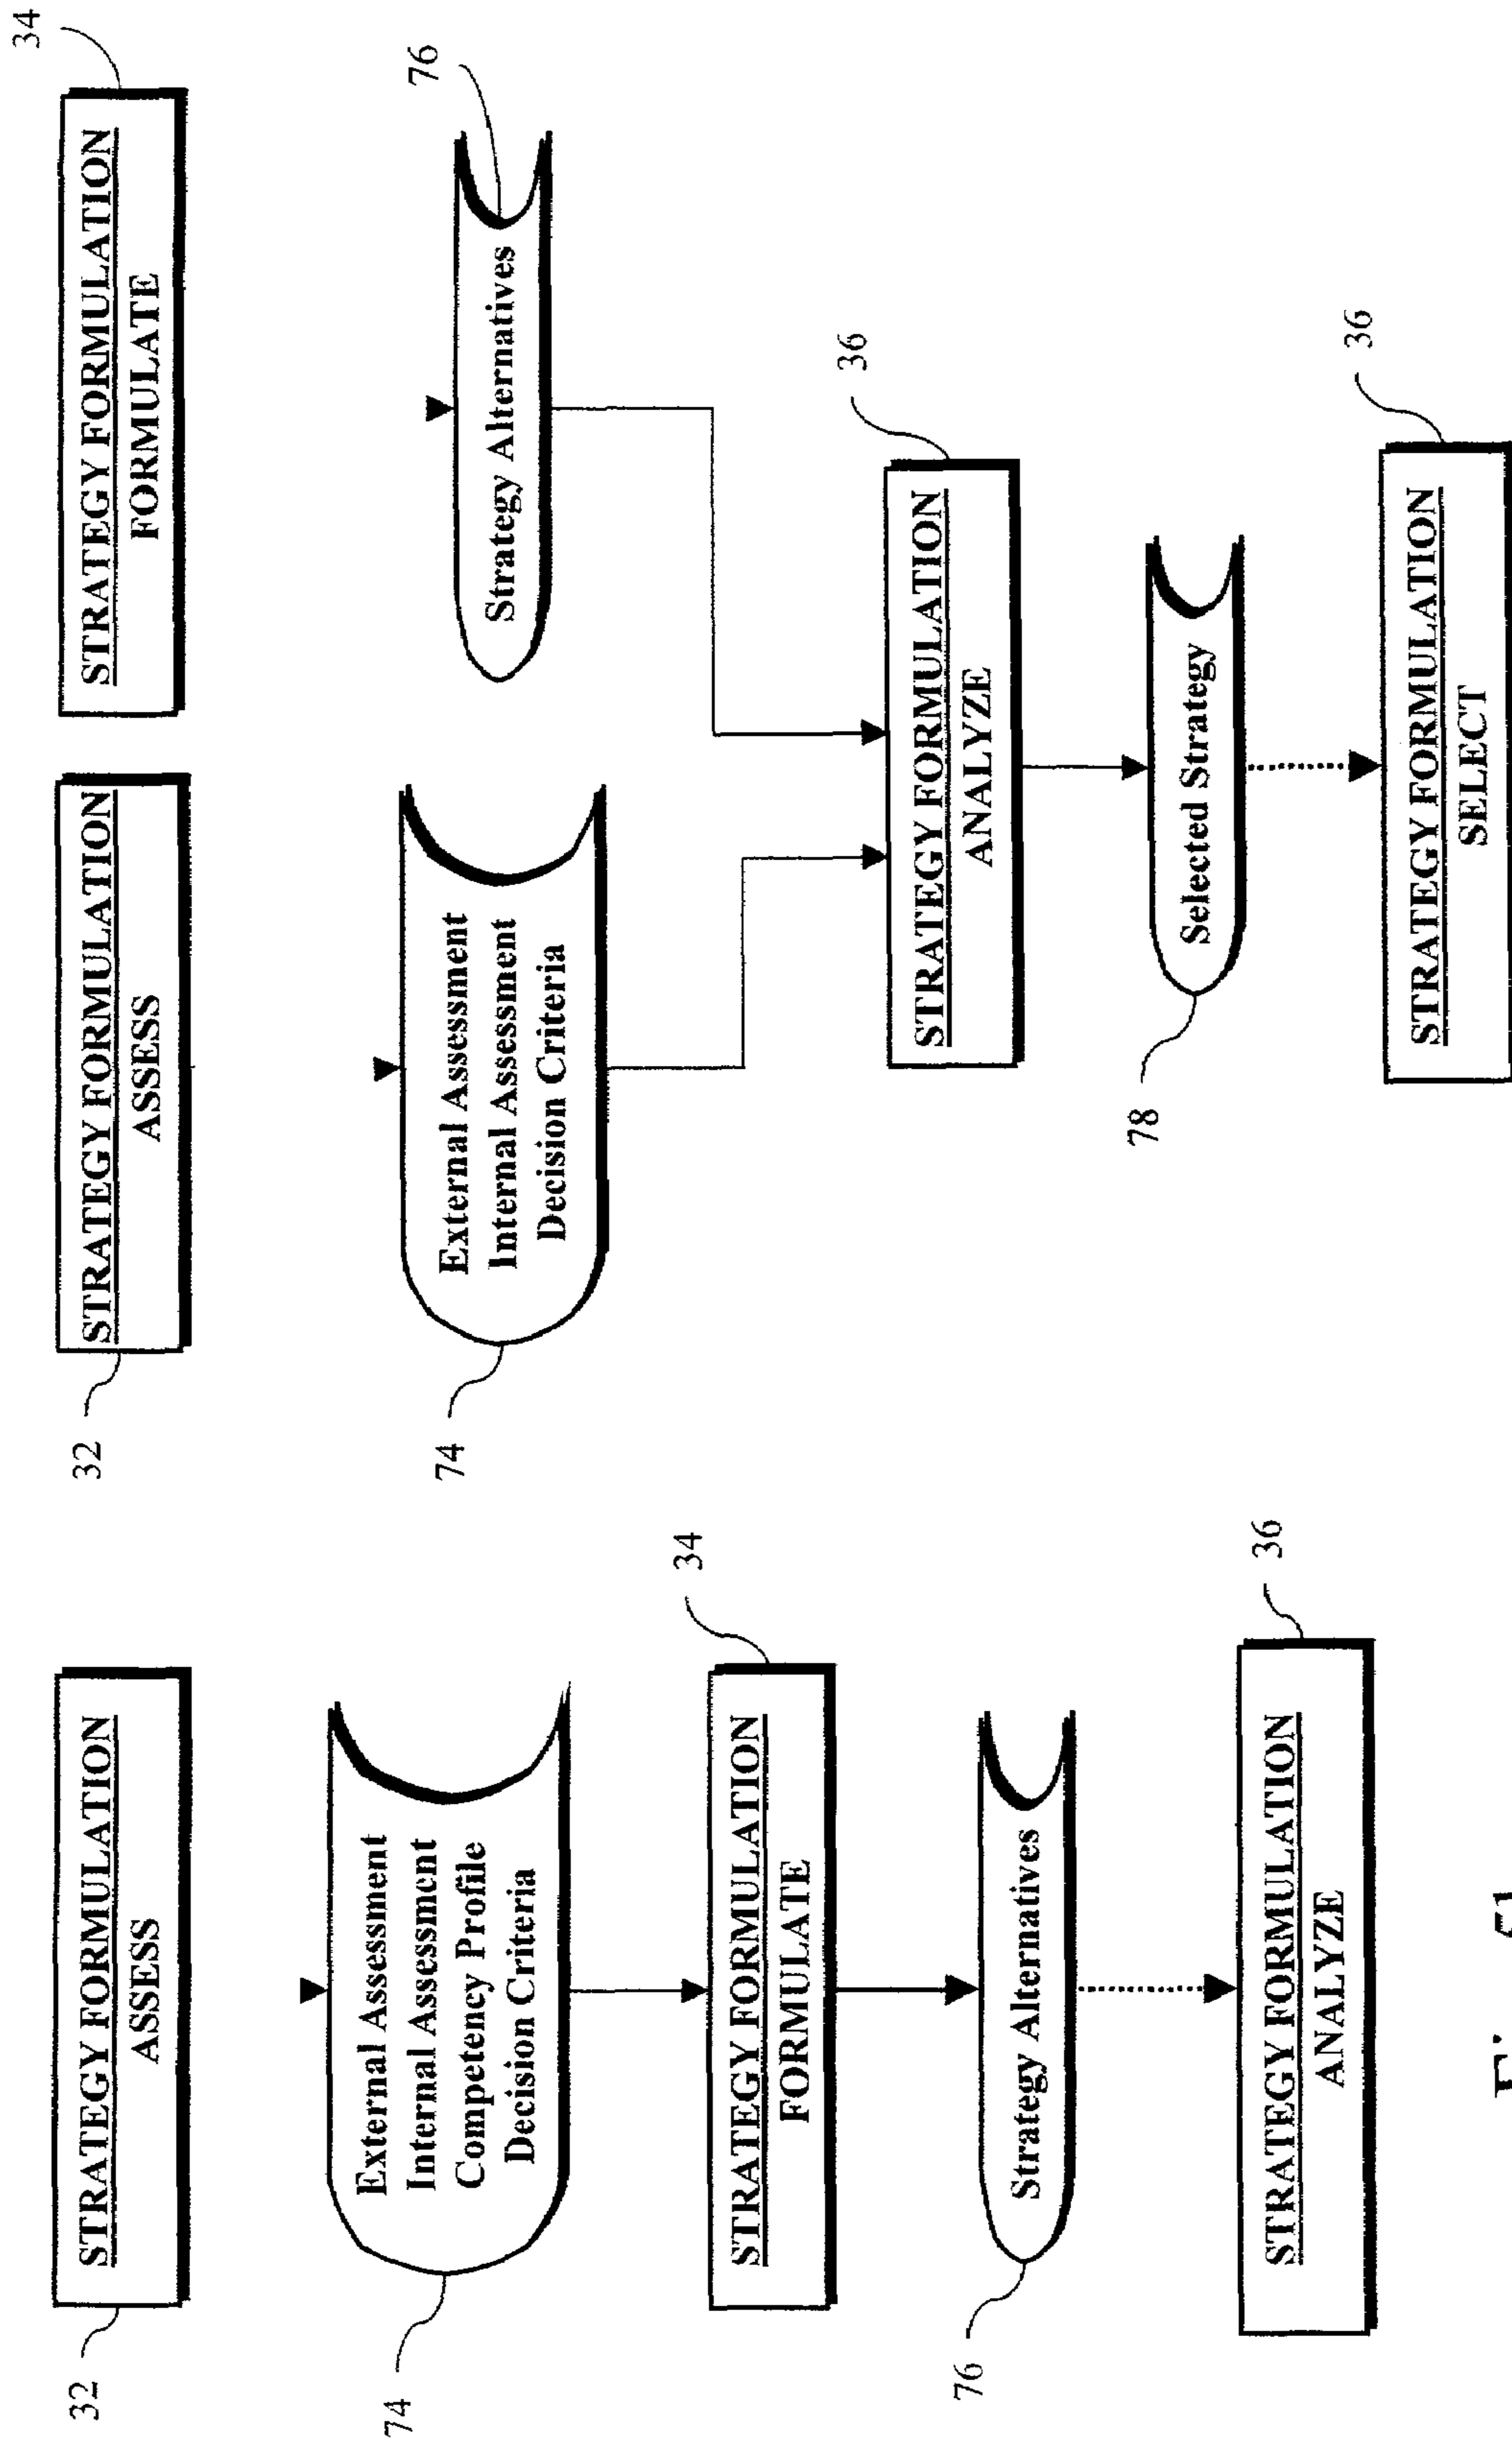 32
STRATEGY FORMULATION
ASSESS
74
External Assessment
Internal Assessment
Competency Profile
Decision Criteria
34
STRATEGY FORMULATION
FORMULATE
76
Strategy Alternatives
36
STRATEGY FORMULATION
ANALYZE
32
STRATEGY FORMULATION
ASSESS
34
STRATEGY FORMULATION
FORMULATE
74
External Assessment
Internal Assessment
Decision Criteria
76
Strategy Alternatives
36
STRATEGY FORMULATION
ANALYZE
78
Selected Strategy
36
STRATEGY FORMULATION
SELECT